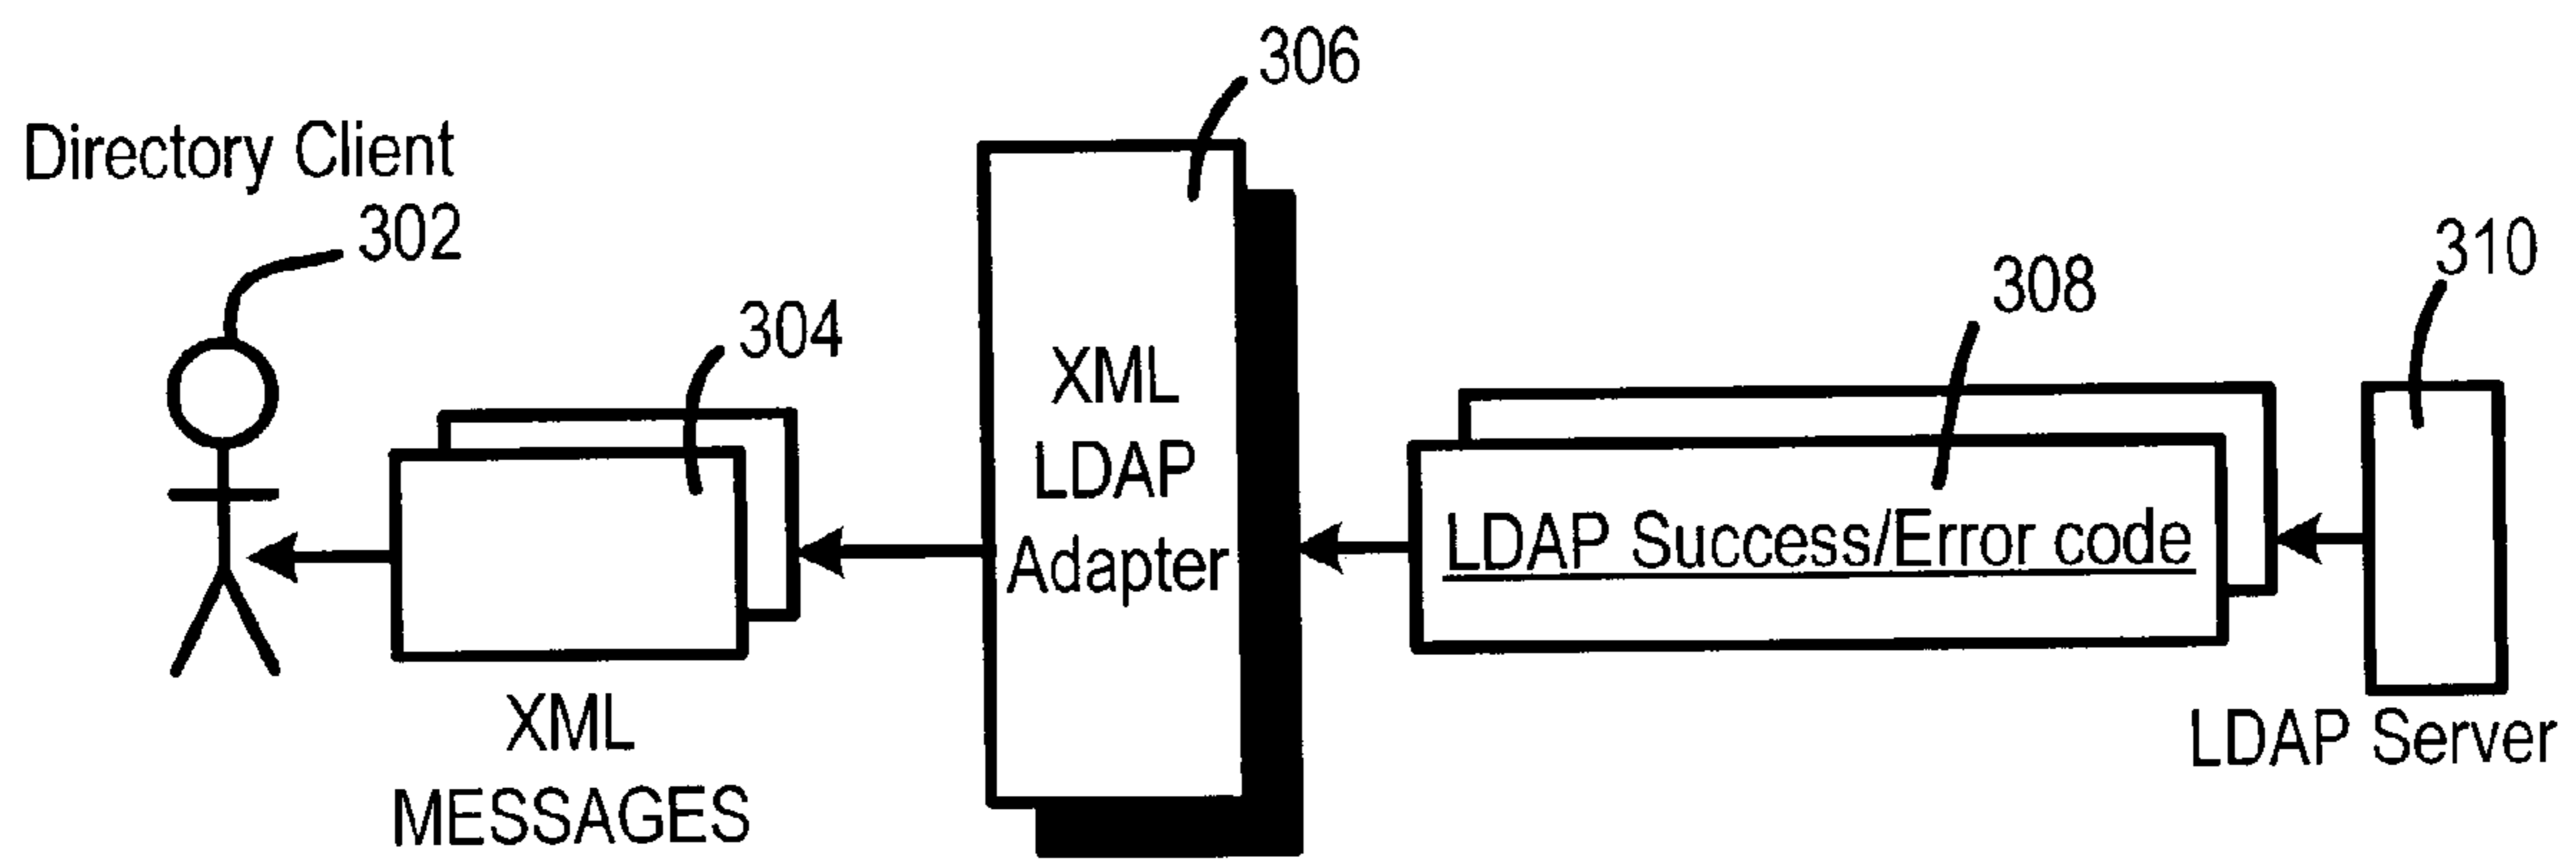 306
Directory Client
302
310
308
304
XML
LDAP
Adapter
LDAP Success/Error code
XML
MESSAGES
LDAP Server